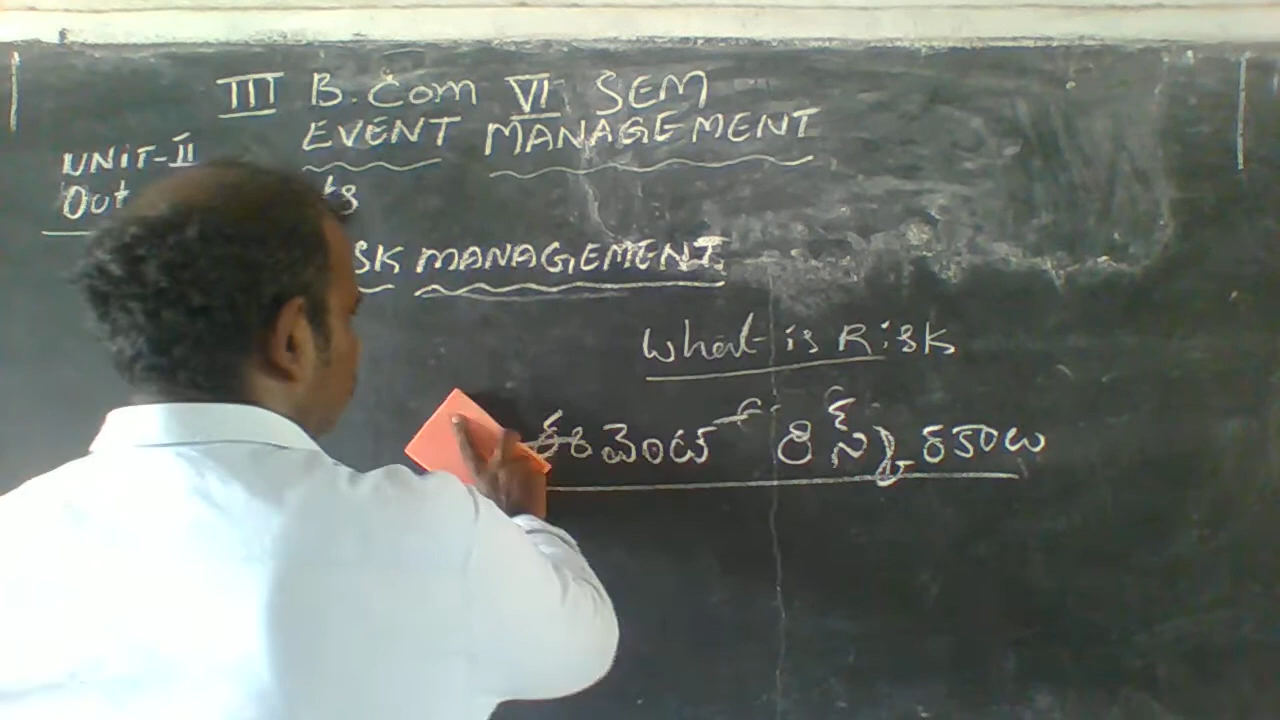 III B.Com VI SEM
EVENT MANAGEMENT
UNIT-II
SK MANAGEMENT
What is Risk
ఈవెంట్ రిస్క్ రకాలు